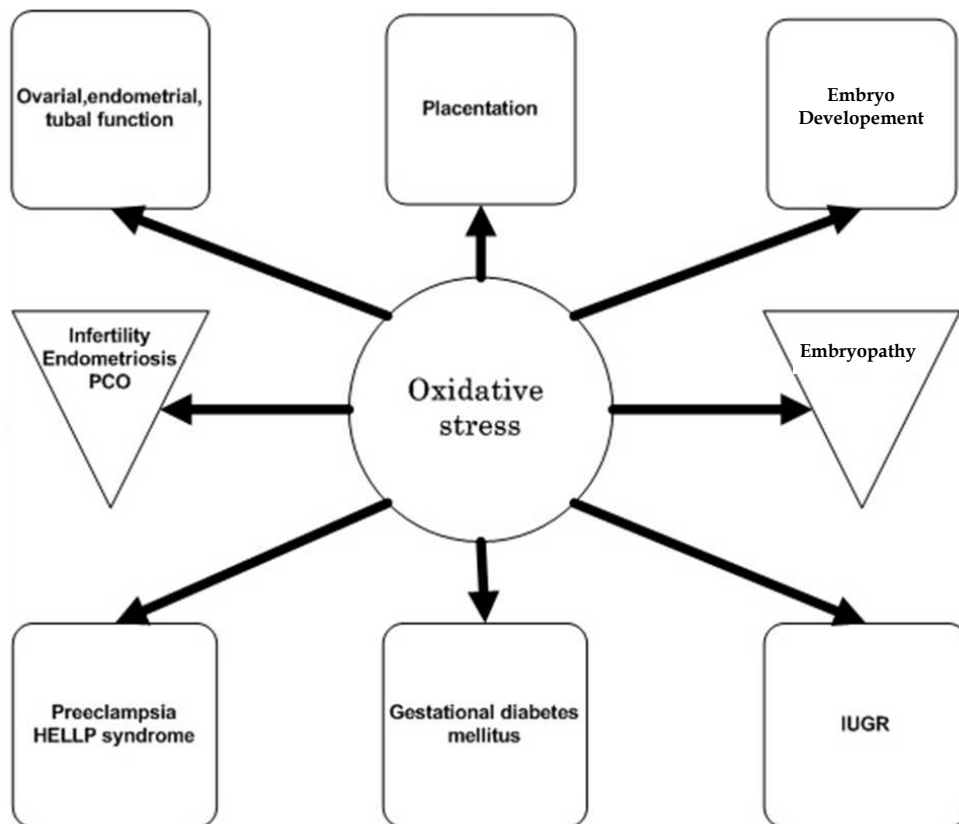 Ovarial,endometrial,
tubal function
Placentation
Embryo
Developement
Infertility
Endometriosis
PCO
Oxidative
stress
Embryopathy
Preeclampsia
HELLP syndrome
Gestational diabetes
mellitus
IUGR